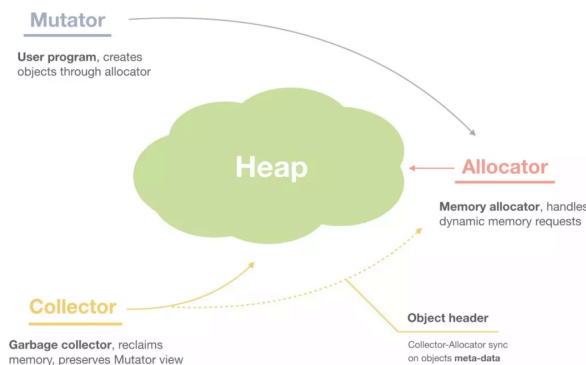 Mutator
User program, creates
objects through allocator
Heap
Allocator
Memory allocator, handles
dynamic memory requests
Collector
Garbage collector, reclaims
memory, preserves Mutator view
Object header
Collector-Allocator sync
on objects meta-data